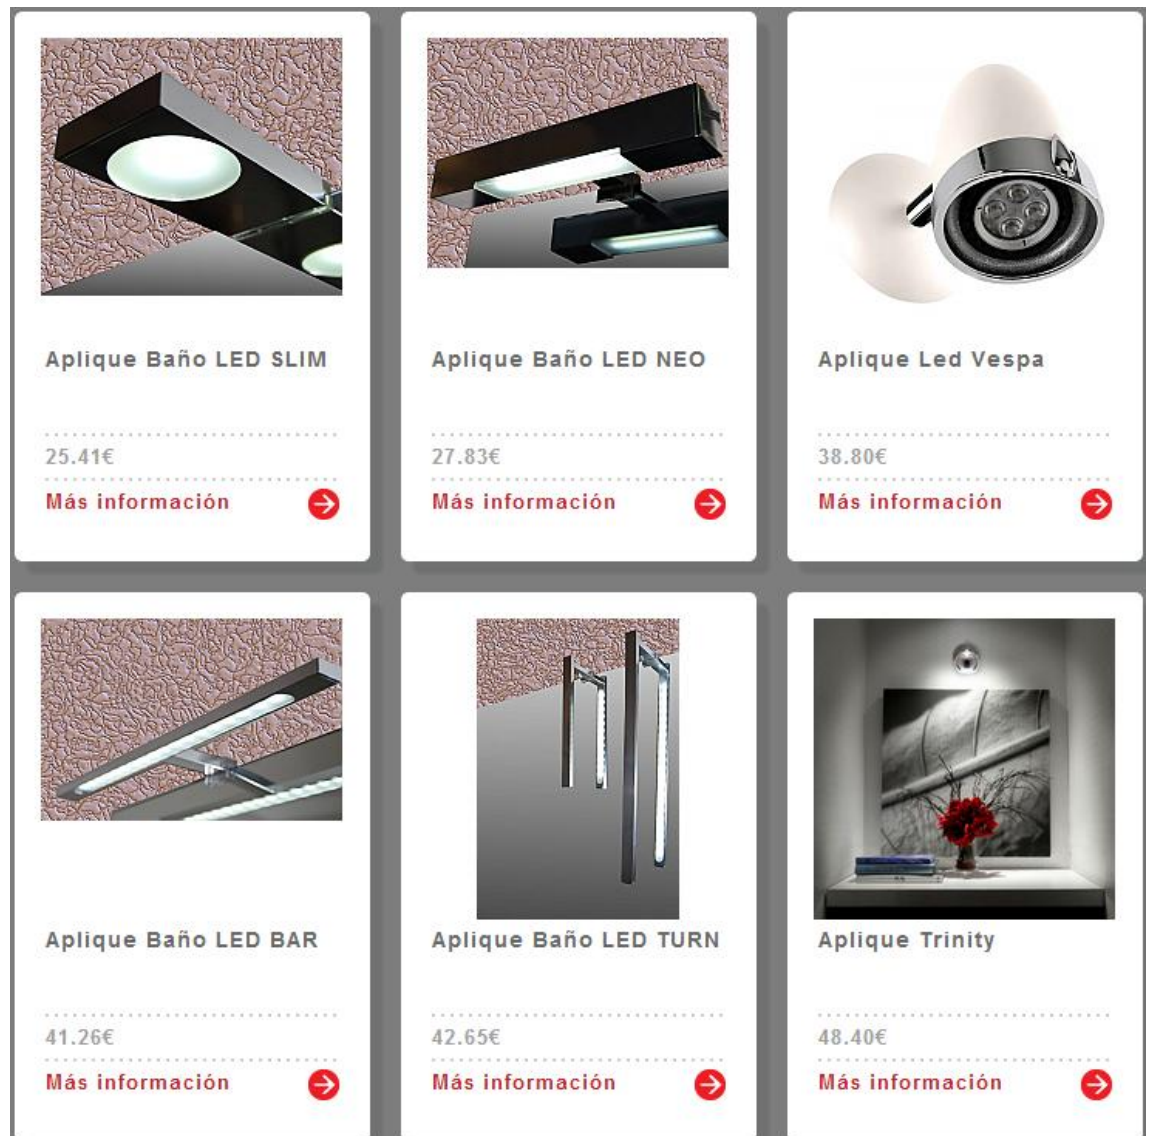 Aplique Baño LED SLIM
25.41€
Más información
Aplique Baño LED NEO
27.83€
Más información
Aplique Led Vespa
38.80€
Más información
Aplique Baño LED BAR
41.26€
Más información
Aplique Baño LED TURN
42.65€
Más información
Aplique Trinity
48.40€
Más información